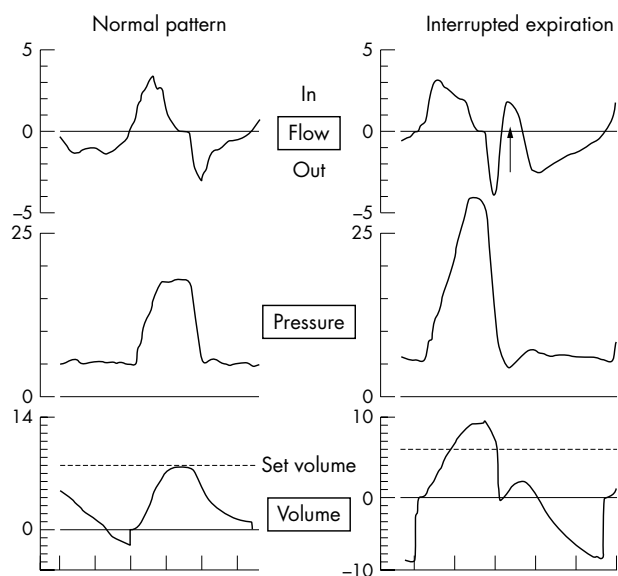 Normal pattern
Interrupted expiration
5
0
–5
In
Flow
Out
5
0
–5
25
0
Pressure
25
0
14
0
Set volume
Volume
10
0
–10